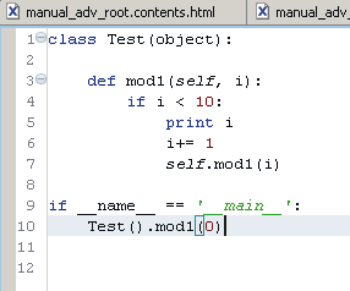 manual_adv_root.contents.html manual_adv_
1 class Test(object):
2
3 def mod1(self, i):
4 if i < 10:
5 print i
6 i+= 1
7 self.mod1(i)
8
9 if __name__ == '__main__':
10 Test().mod1(0)
11
12